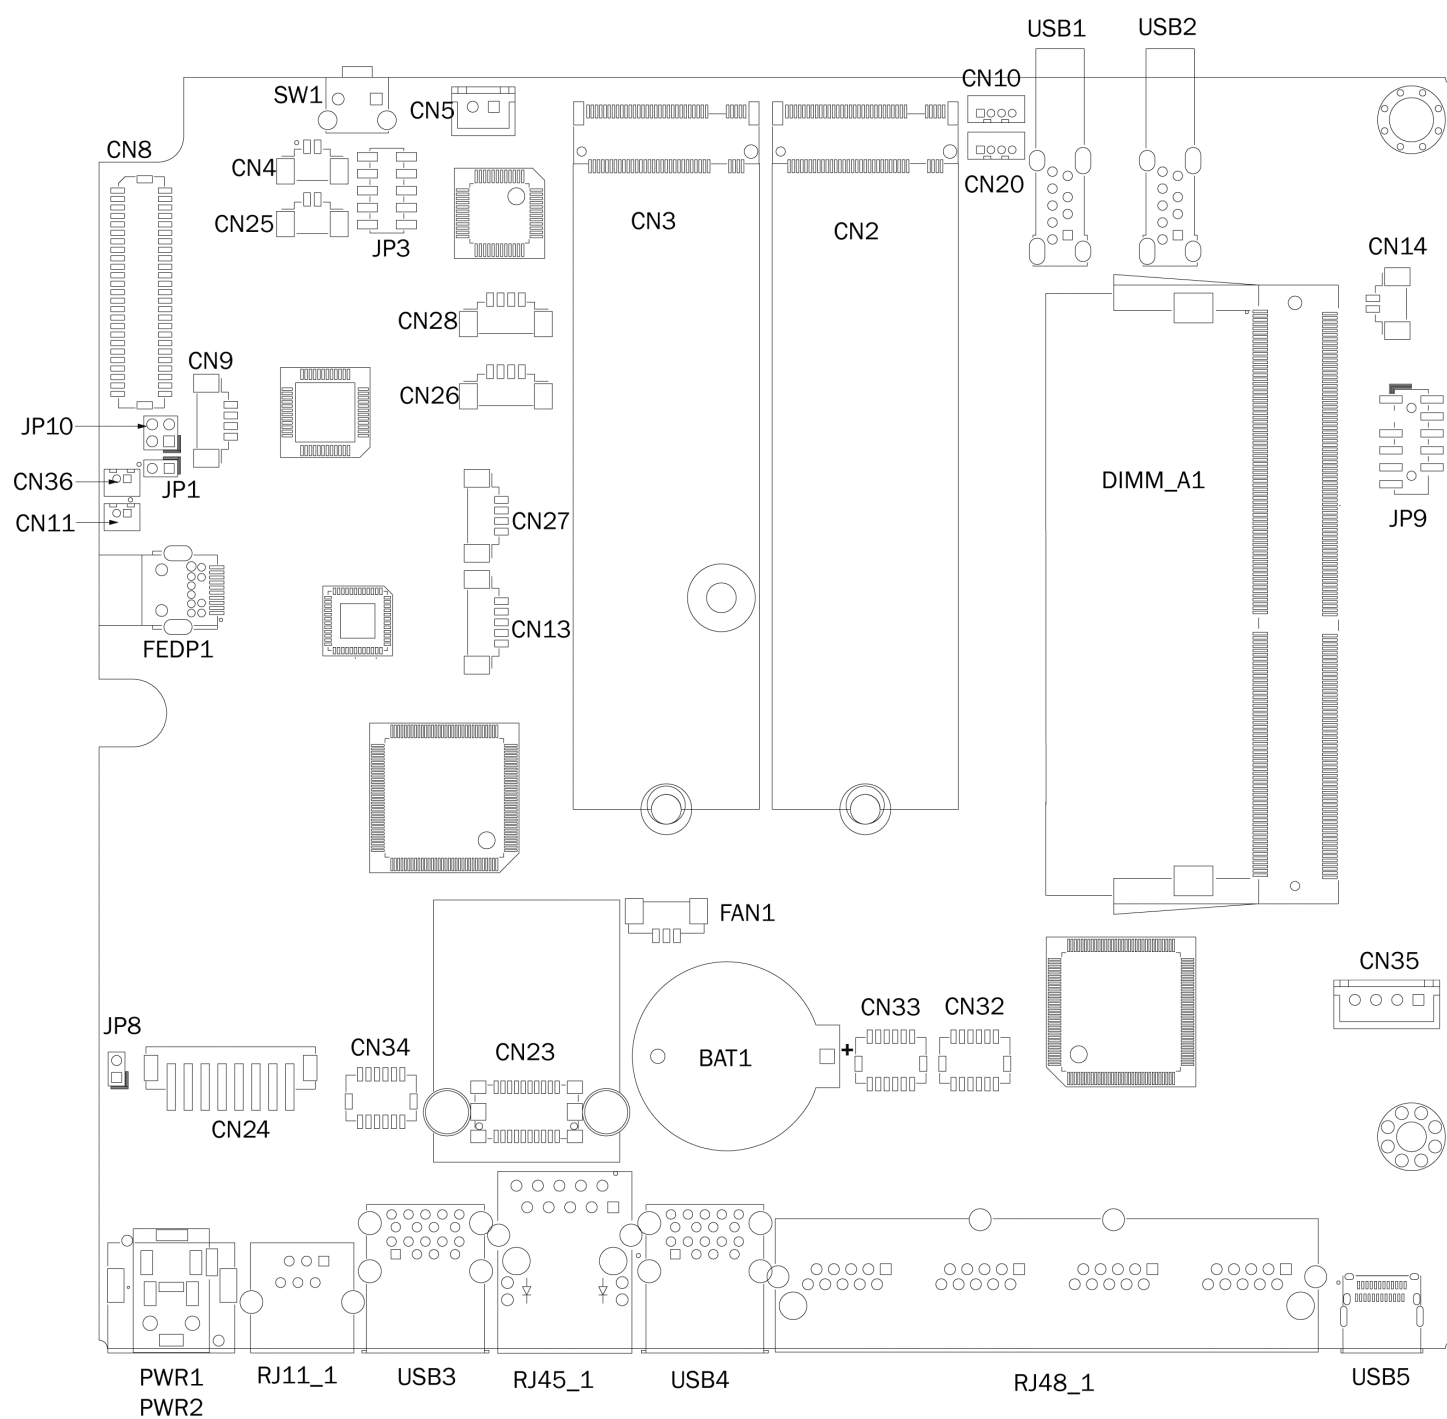 USB1
USB2
SW1
CN5
CN10
CN8
CN4
CN20
CN25
JP3
CN3
CN2
CN14
CN28
CN9
CN26
JP10
CN36
JP1
DIMM_A1
CN11
CN27
JP9
FEDP1
CN13
FAN1
CN35
JP8
CN34
CN23
BAT1
+
CN33
CN32
CN24
PWR1
PWR2
RJ11_1
USB3
RJ45_1
USB4
RJ48_1
USB5